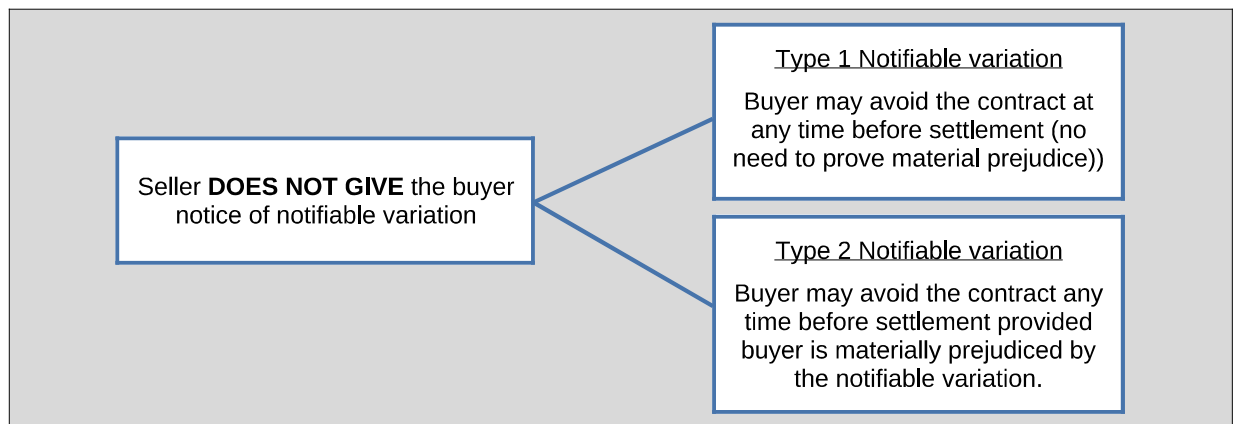 Seller DOES NOT GIVE the buyer
notice of notifiable variation
Type 1 Notifiable variation
Buyer may avoid the contract at
any time before settlement (no
need to prove material prejudice))
Type 2 Notifiable variation
Buyer may avoid the contract any
time before settlement provided
buyer is materially prejudiced by
the notifiable variation.